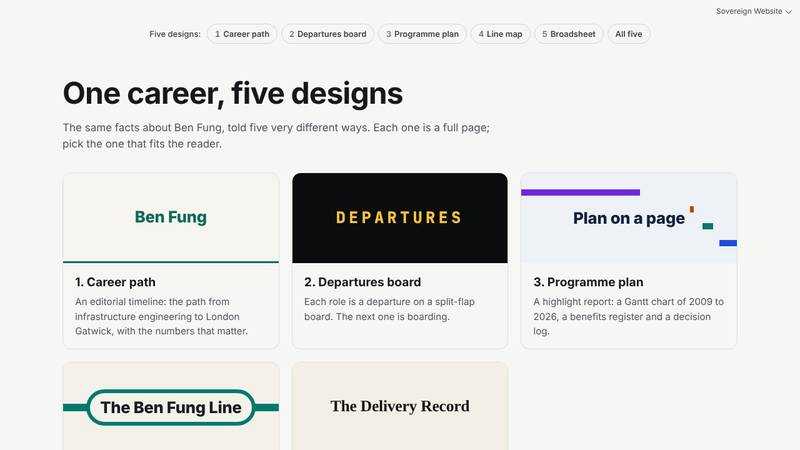 Sovereign Website
Five designs: 1 Career path 2 Departures board 3 Programme plan 4 Line map 5 Broadsheet All five
One career, five designs
The same facts about Ben Fung, told five very different ways. Each one is a full page;
pick the one that fits the reader.
Ben Fung
DEPARTURES
Plan on a page
1. Career path
An editorial timeline: the path from
infrastructure engineering to London
Gatwick, with the numbers that matter.
2. Departures board
Each role is a departure on a split-flap
board. The next one is boarding.
3. Programme plan
A highlight report: a Gantt chart of 2009 to
2026, a benefits register and a decision
log.
The Ben Fung Line
The Delivery Record